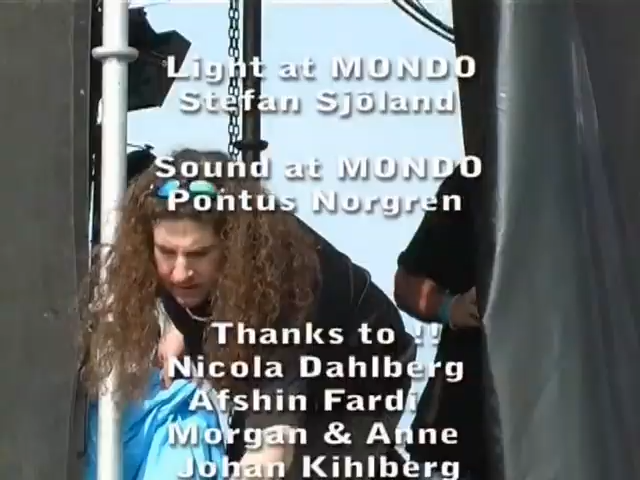 Light at MONDO
Stefan Sjöland
Sound at MONDO
Pontus Norgren
Thanks to !!
Nicola Dahlberg
Afshin Fardi
Morgan & Anne
Johan Kihlberg